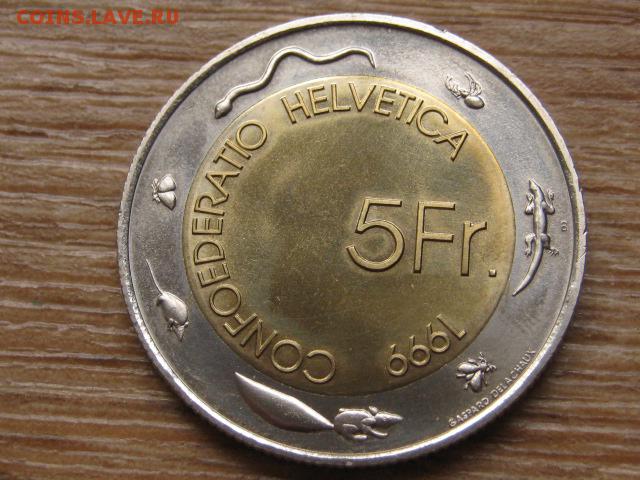 COINS.LAVE.RU
CONFOEDERATIO HELVETICA
5Fr.
1999
GASPARD DELACHAUX